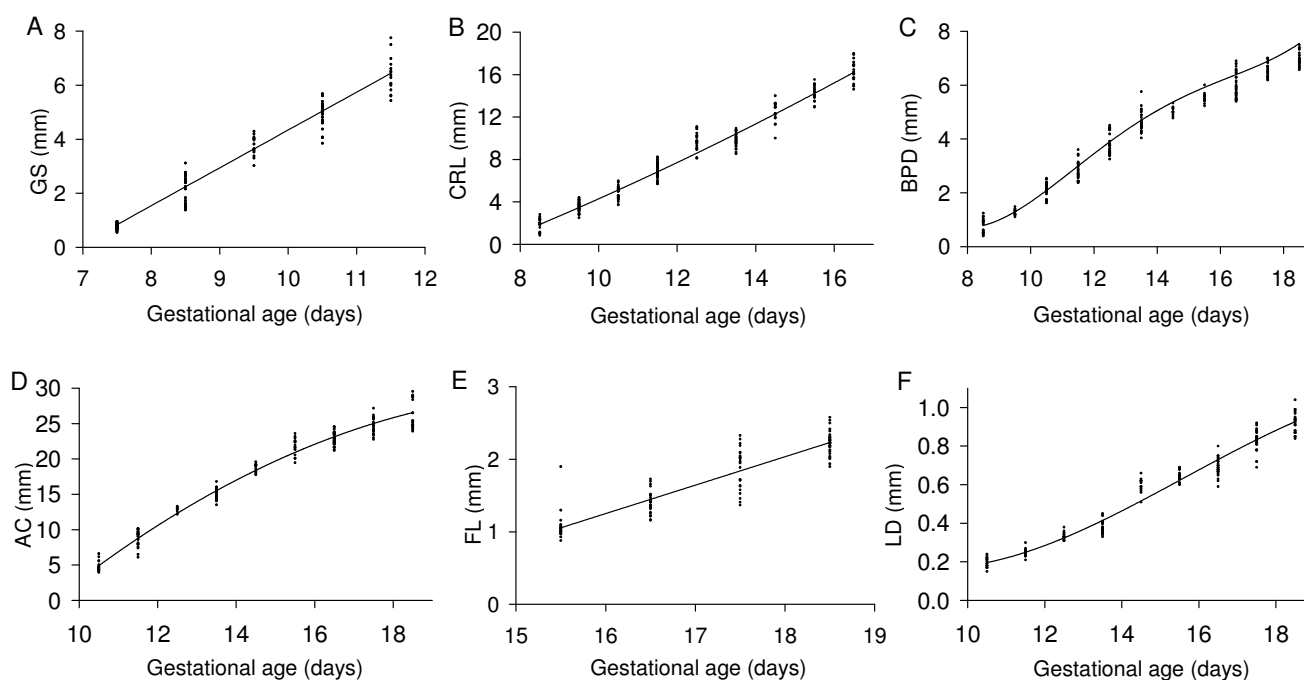 A
GS (mm)
8
6
4
2
0
7 8 9 10 11 12
Gestational age (days)
B
CRL (mm)
20
16
12
8
4
0
8 10 12 14 16
Gestational age (days)
C
BPD (mm)
8
6
4
2
0
8 10 12 14 16 18
Gestational age (days)
D
AC (mm)
30
25
20
15
10
5
0
10 12 14 16 18
Gestational age (days)
E
FL (mm)
3
2
1
0
15 16 17 18 19
Gestational age (days)
F
LD (mm)
1.0
0.8
0.6
0.4
0.2
0.0
10 12 14 16 18
Gestational age (days)